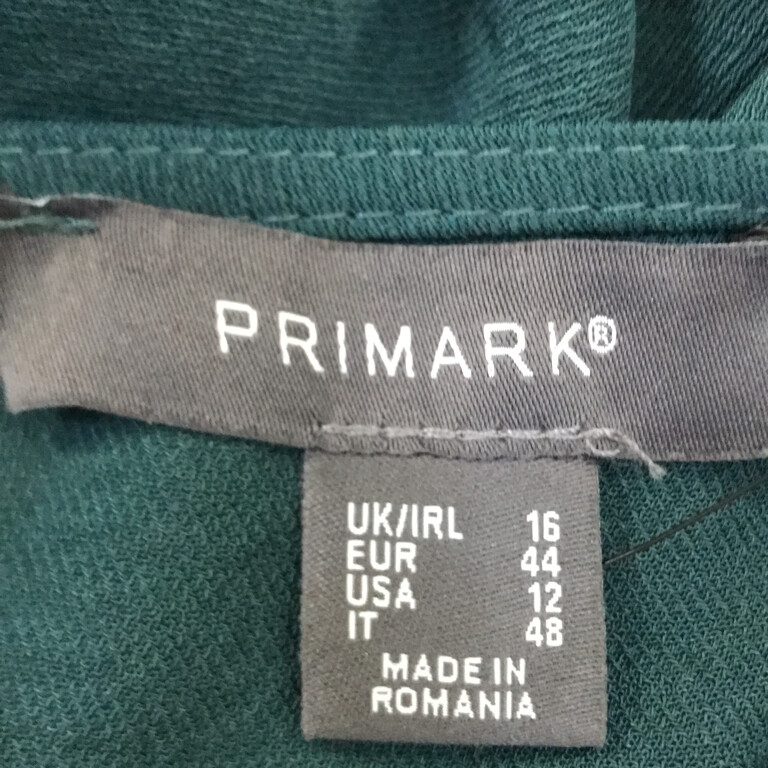 PRIMARK®
UK/IRL 16
EUR 44
USA 12
IT 48
MADE IN
ROMANIA